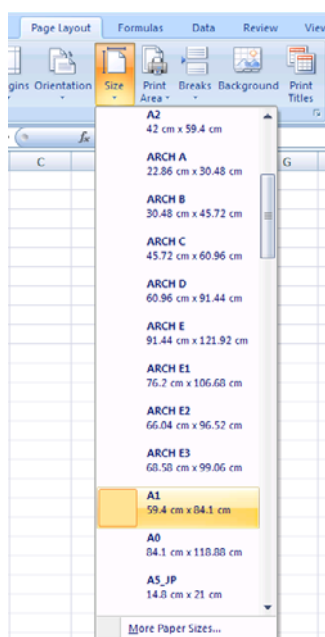 Page Layout Formulas Data Review View
gins Orientation Size Print Area Breaks Background Print Titles
fx
C G
A2
42 cm x 59.4 cm
ARCH A
22.86 cm x 30.48 cm
ARCH B
30.48 cm x 45.72 cm
ARCH C
45.72 cm x 60.96 cm
ARCH D
60.96 cm x 91.44 cm
ARCH E
91.44 cm x 121.92 cm
ARCH E1
76.2 cm x 106.68 cm
ARCH E2
66.04 cm x 96.52 cm
ARCH E3
68.58 cm x 99.06 cm
A1
59.4 cm x 84.1 cm
A0
84.1 cm x 118.88 cm
A5_JP
14.8 cm x 21 cm
More Paper Sizes...